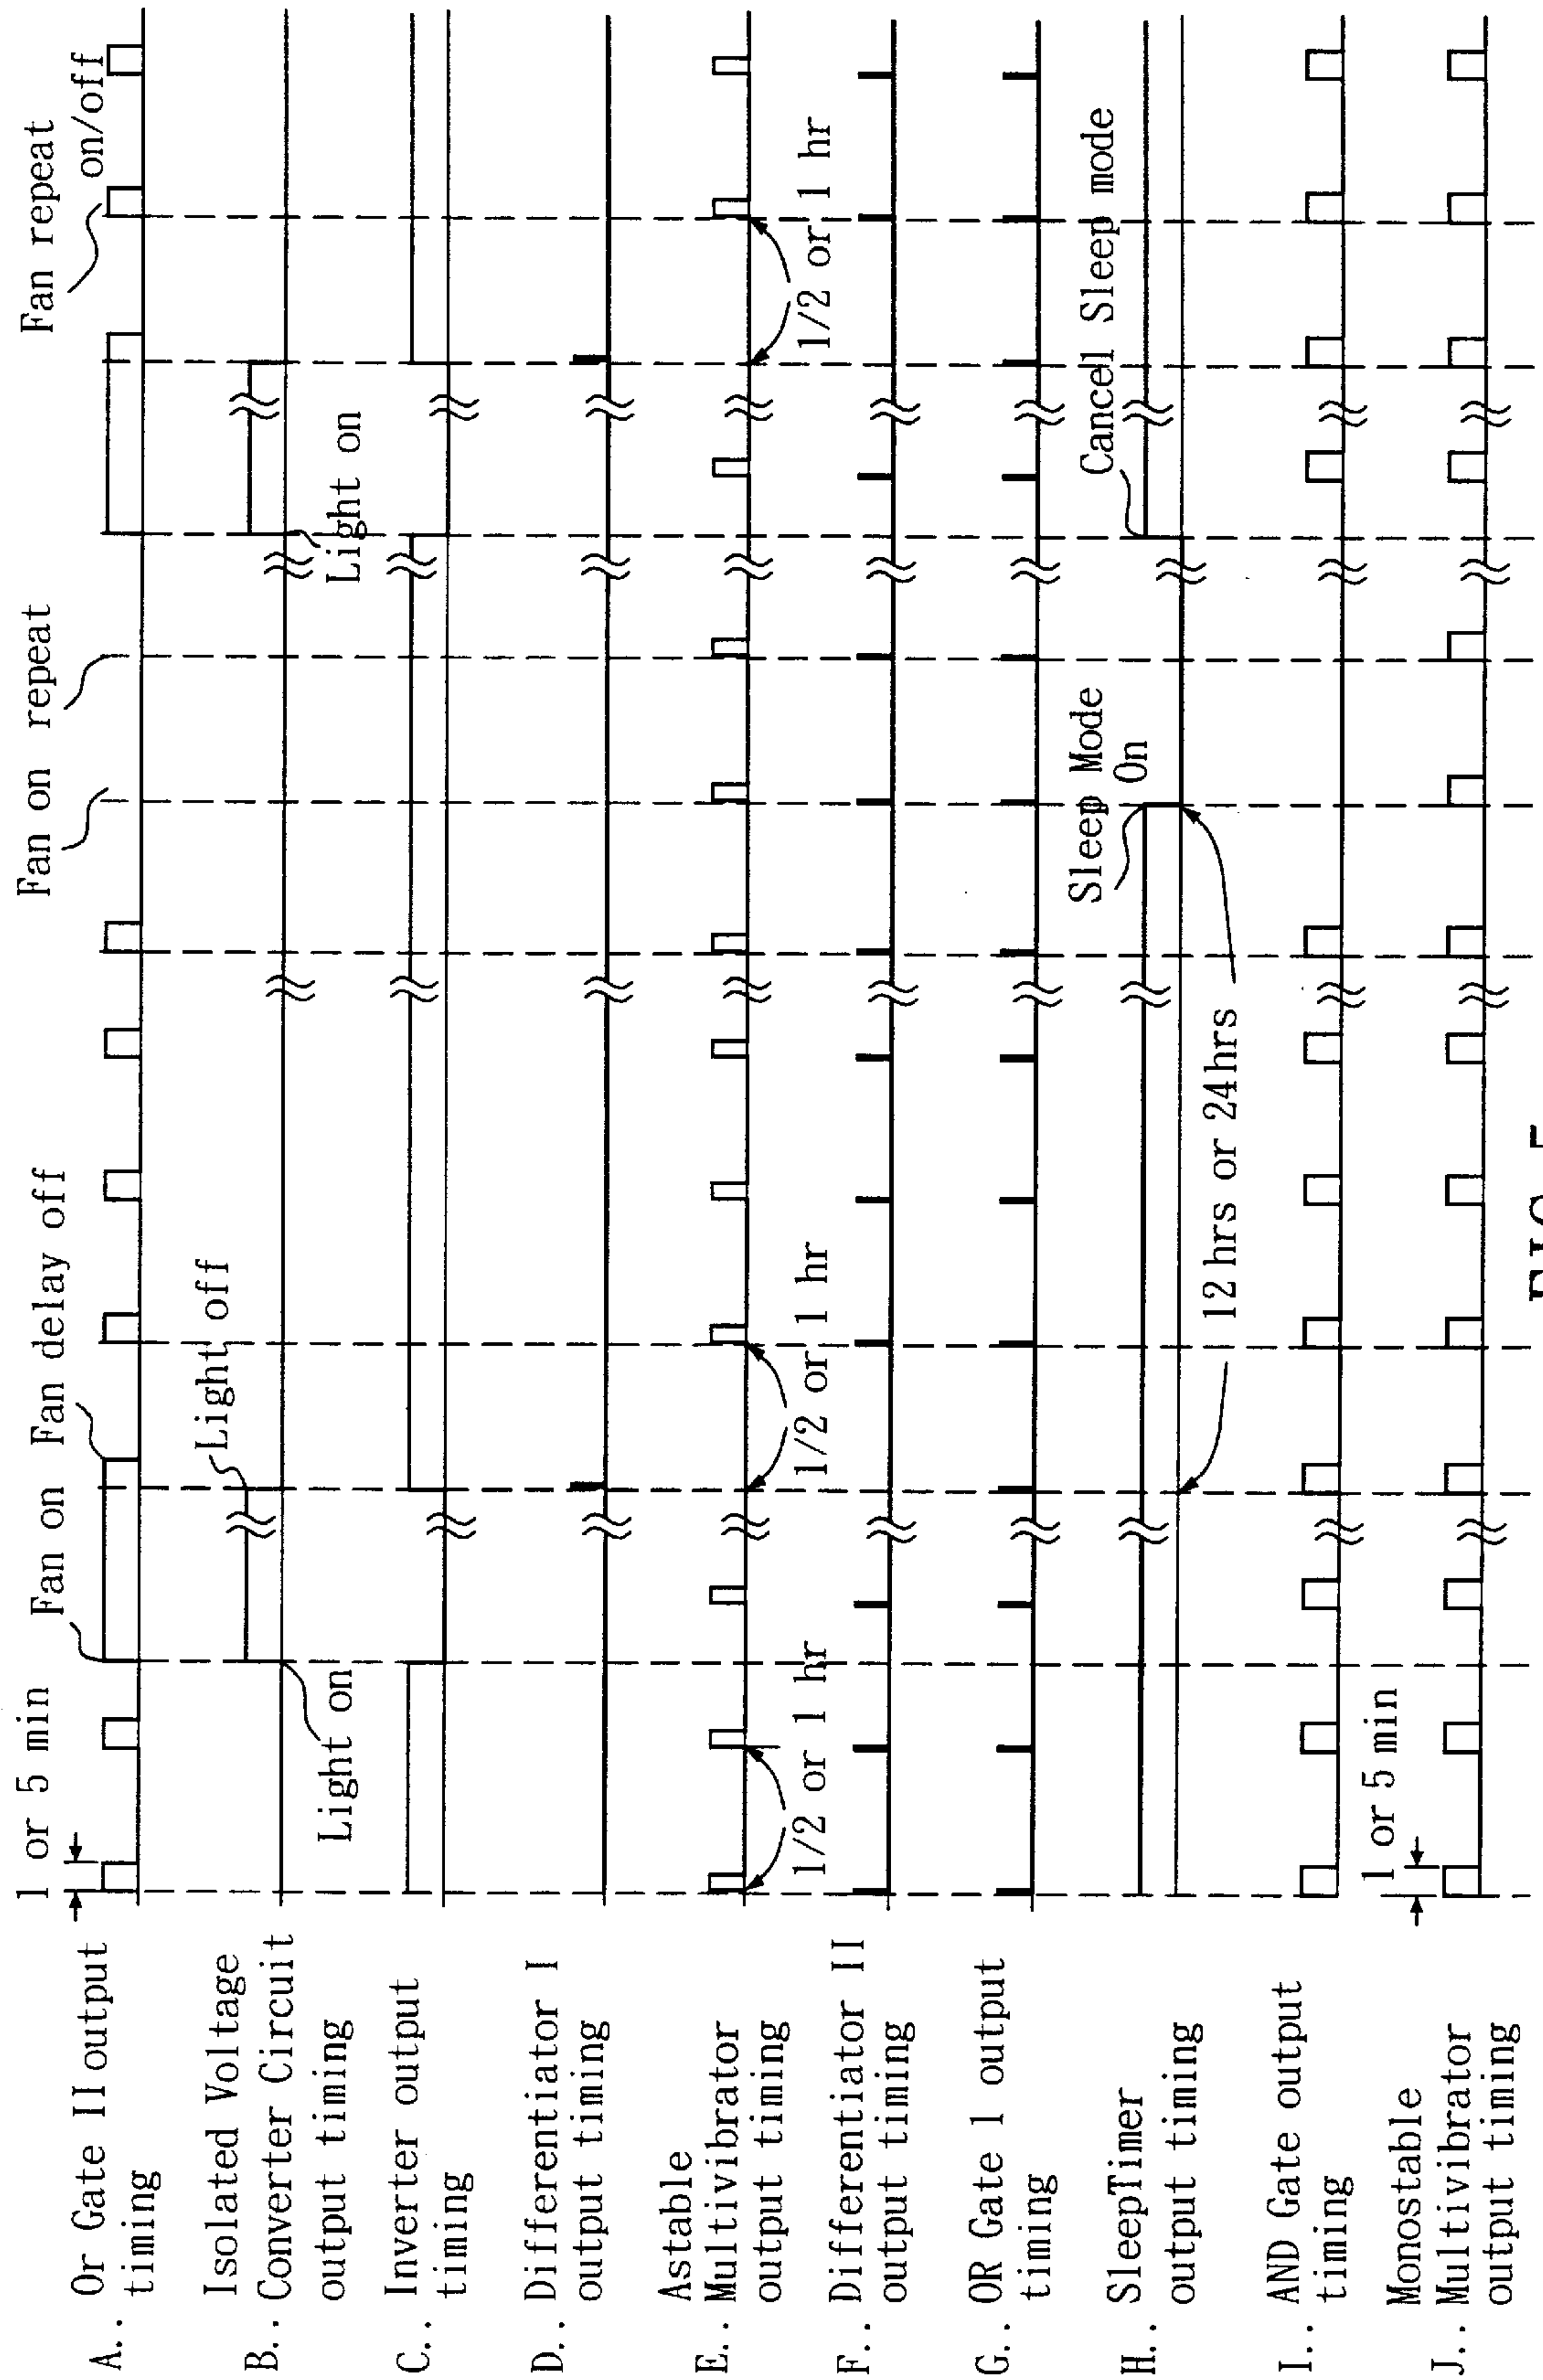 A.. Or Gate II output
timing
Isolated Voltage
B.. Converter Circuit
output timing
C.. Inverter output
timing
D.. Differentiator I
output timing
Astable
E.. Multivibrator
output timing
F.. Differentiator II
output timing
G.. OR Gate 1 output
timing
H.. SleepTimer
output timing
I.. AND Gate output
timing
Monostable
J.. Multivibrator
output timing
1 or 5 min
Fan on
Fan delay off
Fan on repeat
Fan repeat
on/off
Light on
Light off
Light on
1/2 or 1 hr
1/2 or 1 hr
1/2 or 1 hr
Sleep Mode
On
Cancel Sleep mode
12 hrs or 24hrs
1 or 5 min